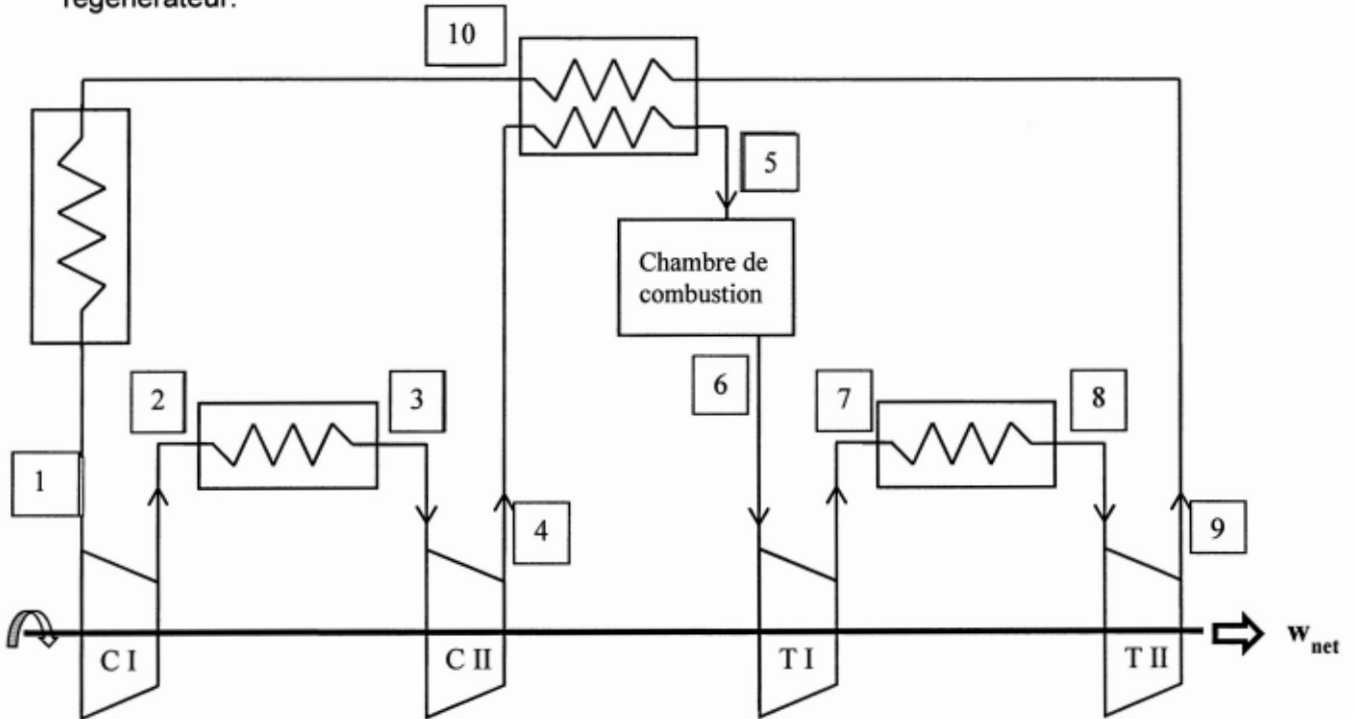 régénérateur.
10
5
Chambre de
combustion
2
3
6
7
8
1
4
9
C I
C II
T I
T II
w net